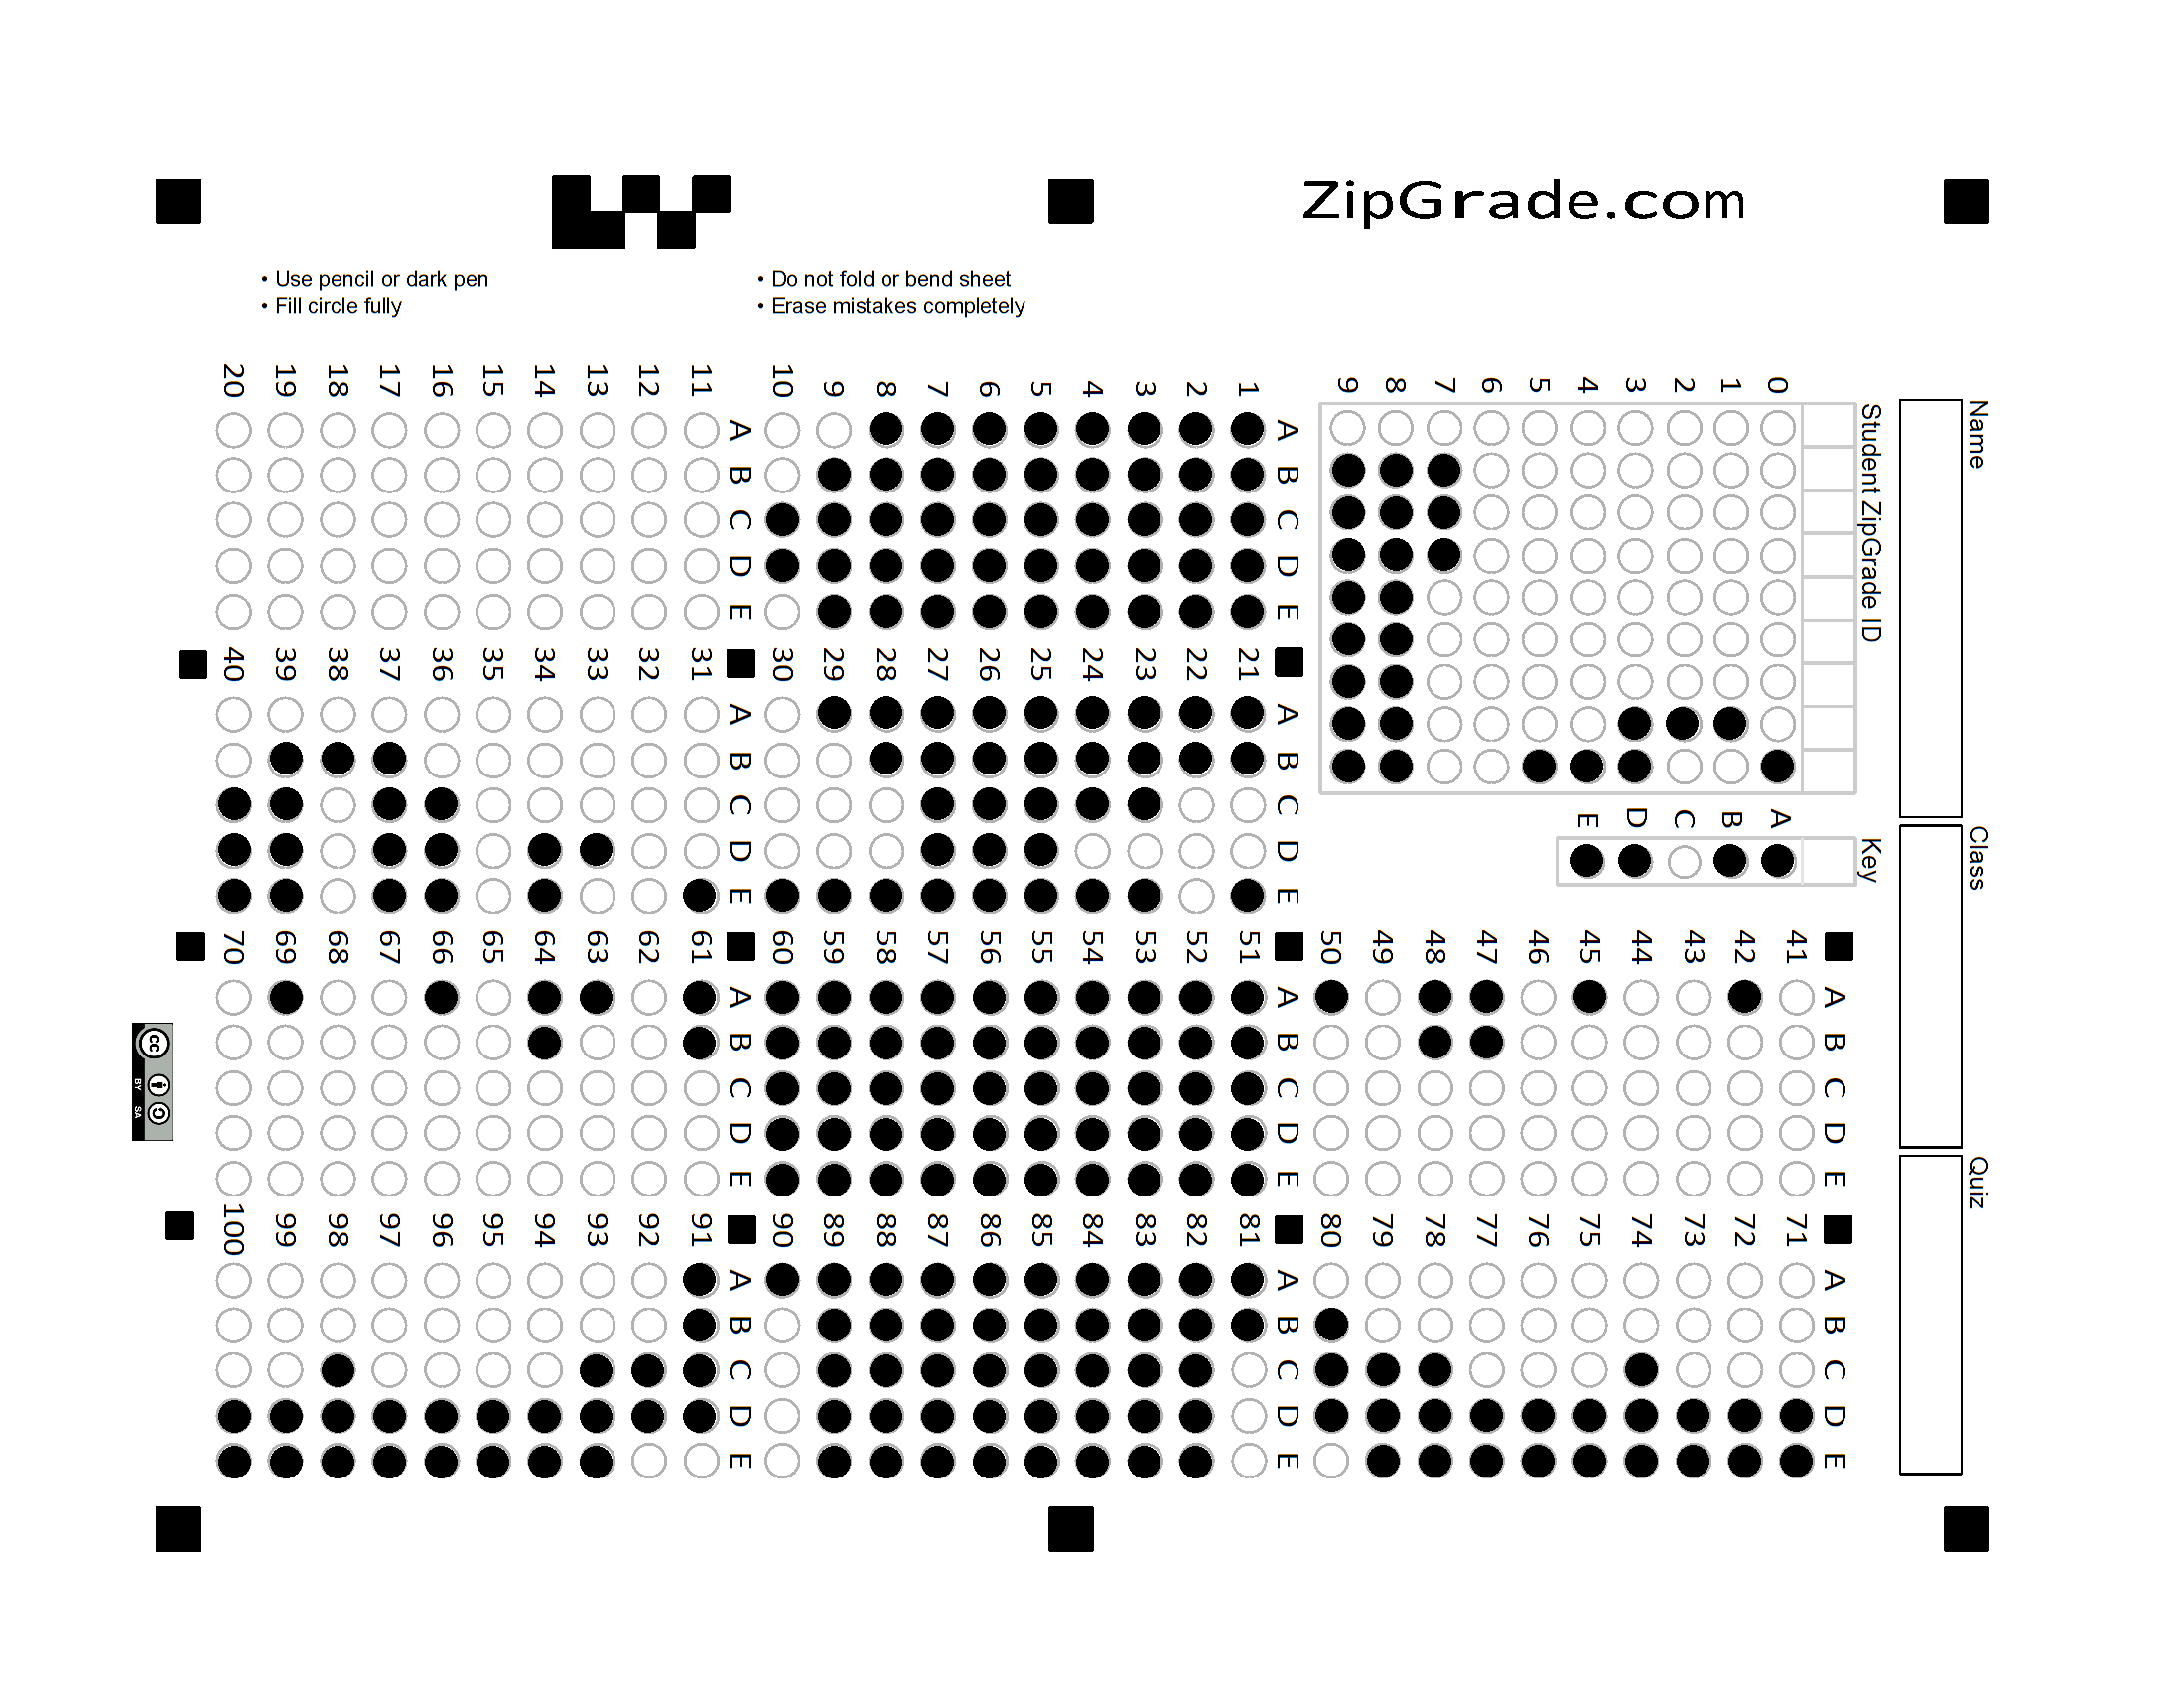 ZipGrade.com
• Use pencil or dark pen
• Fill circle fully
• Do not fold or bend sheet
• Erase mistakes completely
Name
Class
Quiz
Student ZipGrade ID
0 1 2 3 4 5 6 7 8 9
Key
A B C D E
1 2 3 4 5 6 7 8 9 10
A B C D E
11 12 13 14 15 16 17 18 19 20
A B C D E
21 22 23 24 25 26 27 28 29 30
A B C D E
31 32 33 34 35 36 37 38 39 40
A B C D E
41 42 43 44 45 46 47 48 49 50
A B C D E
51 52 53 54 55 56 57 58 59 60
A B C D E
61 62 63 64 65 66 67 68 69 70
A B C D E
71 72 73 74 75 76 77 78 79 80
A B C D E
81 82 83 84 85 86 87 88 89 90
A B C D E
91 92 93 94 95 96 97 98 99 100
A B C D E
cc
BY SA